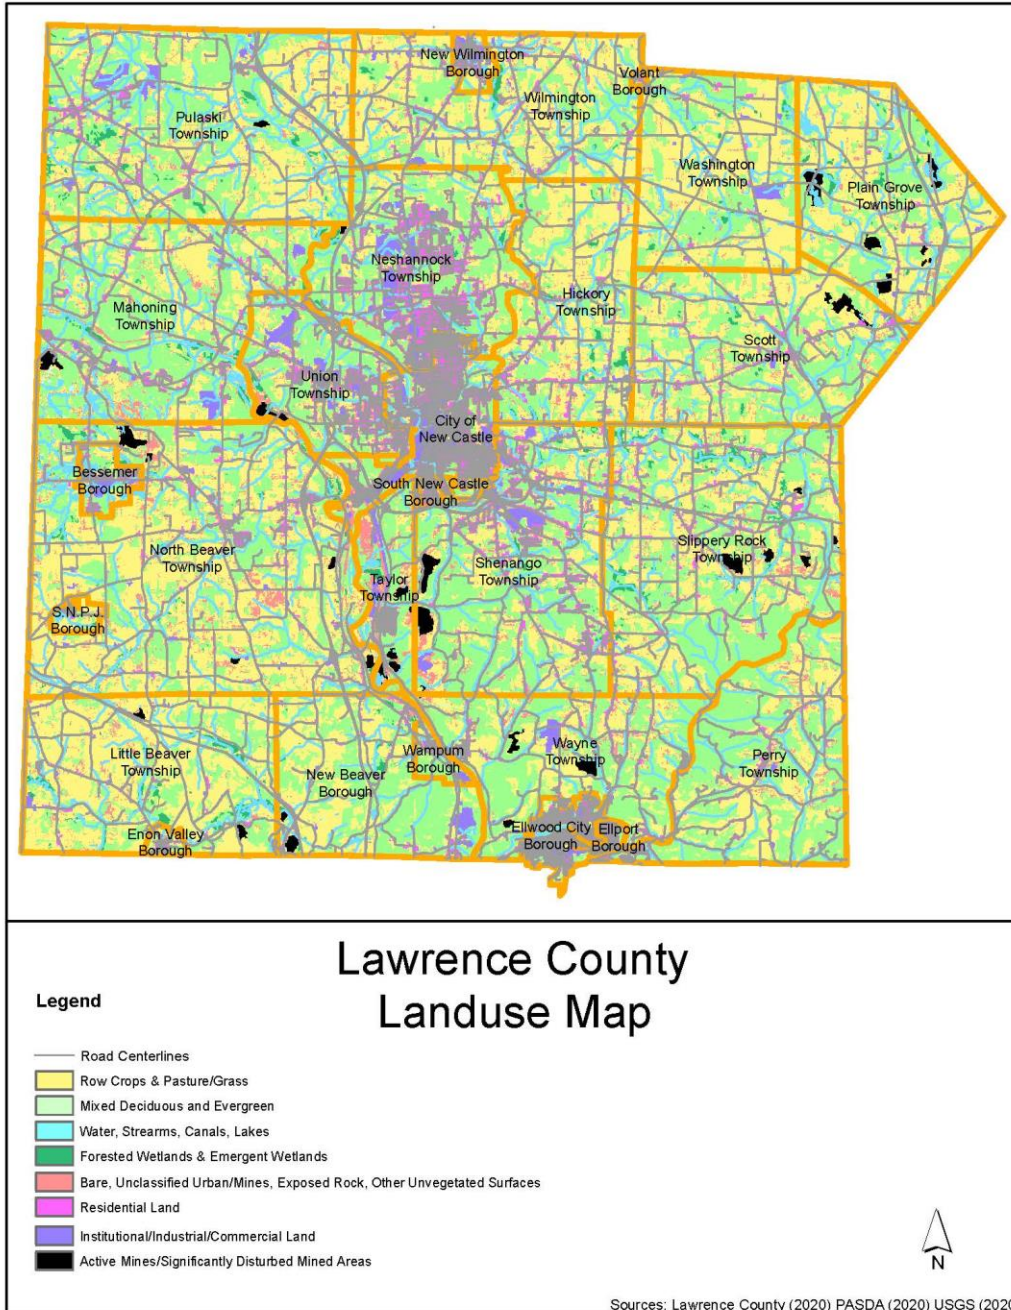 New Wilmington
Borough
Volant
Borough
Wilmington
Township
Pulaski
Township
Washington
Township
Plain Grove
Township
Neshannock
Township
Hickory
Township
Mahoning
Township
Scott
Township
Union
Township
City of
New Castle
Bessemer
Borough
South New Castle
Borough
North Beaver
Township
Slippery Rock
Township
Shenango
Township
Taylor
Township
S.N.P.J.
Borough
Little Beaver
Township
New Beaver
Borough
Wampum
Borough
Wayne
Township
Perry
Township
Enon Valley
Borough
Ellwood City
Borough
Ellport
Borough
Lawrence County
Landuse Map
Legend
Road Centerlines
Row Crops & Pasture/Grass
Mixed Deciduous and Evergreen
Water, Strearms, Canals, Lakes
Forested Wetlands & Emergent Wetlands
Bare, Unclassified Urban/Mines, Exposed Rock, Other Unvegetated Surfaces
Residential Land
Institutional/Industrial/Commercial Land
Active Mines/Significantly Disturbed Mined Areas
N
Sources: Lawrence County (2020) PASDA (2020) USGS (2020